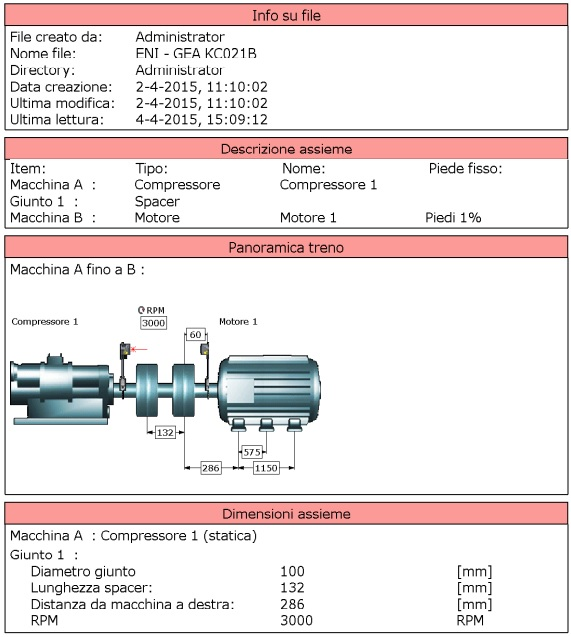 Info su file
File creato da: Administrator
Nome file: ENI - GEA KC021B
Directory: Administrator
Data creazione: 2-4-2015, 11:10:02
Ultima modifica: 2-4-2015, 11:10:02
Ultima lettura: 4-4-2015, 15:09:12
Descrizione assieme
Item: Tipo: Nome: Piede fisso:
Macchina A : Compressore Compressore 1
Giunto 1 : Spacer
Macchina B : Motore Motore 1 Piedi 1%
Panoramica treno
Macchina A fino a B :
RPM
Compressore 1 3000 Motore 1
60
132
575
286 1150
Dimensioni assieme
Macchina A : Compressore 1 (statica)
Giunto 1 :
Diametro giunto 100 [mm]
Lunghezza spacer: 132 [mm]
Distanza da macchina a destra: 286 [mm]
RPM 3000 RPM